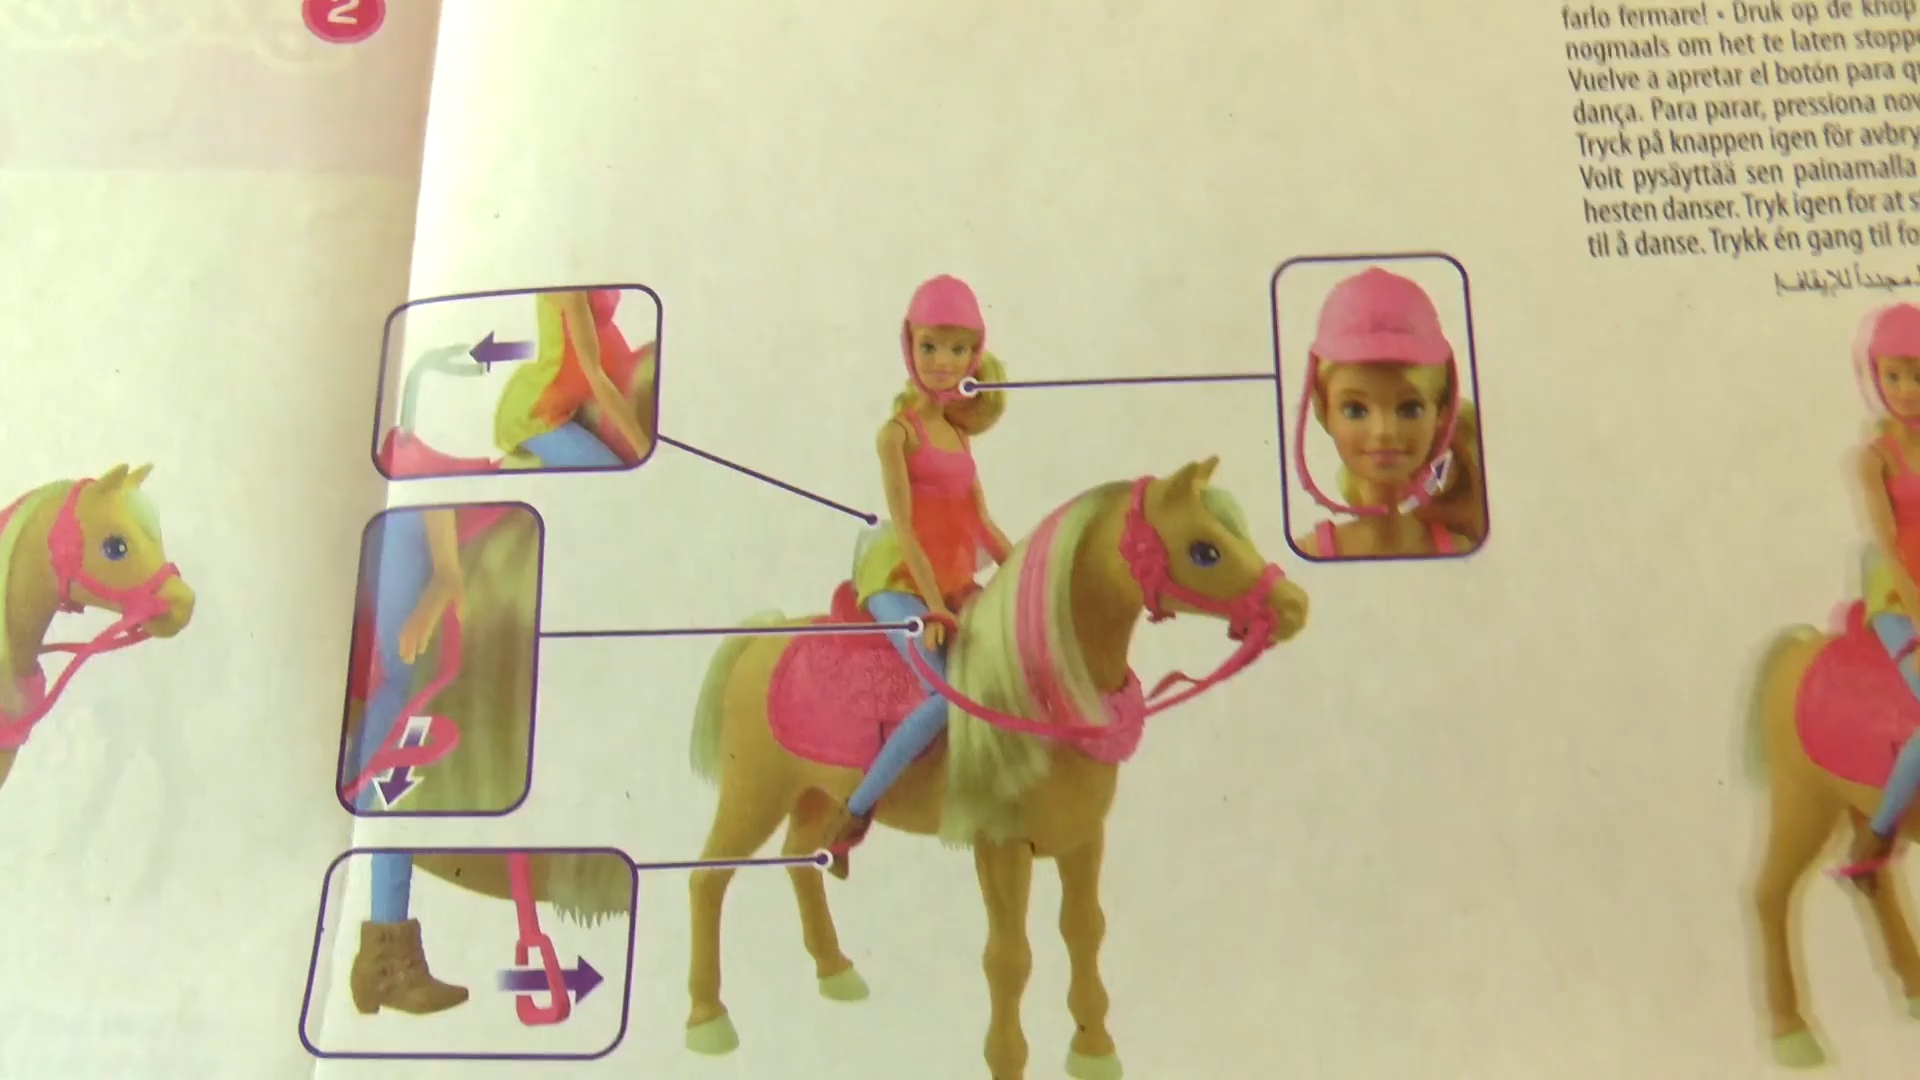 2
farlo fermare! • Druk op de knop
nogmaals om het te laten
Vuelve a apretar el botón para
dança. Para parar, pressiona
Tryck på knappen igen för
Voit pysäyttää sen painamalla
hesten danser. Tryk igen for at
til å danse. Trykk én gang til
مجدداً للإيقاف!